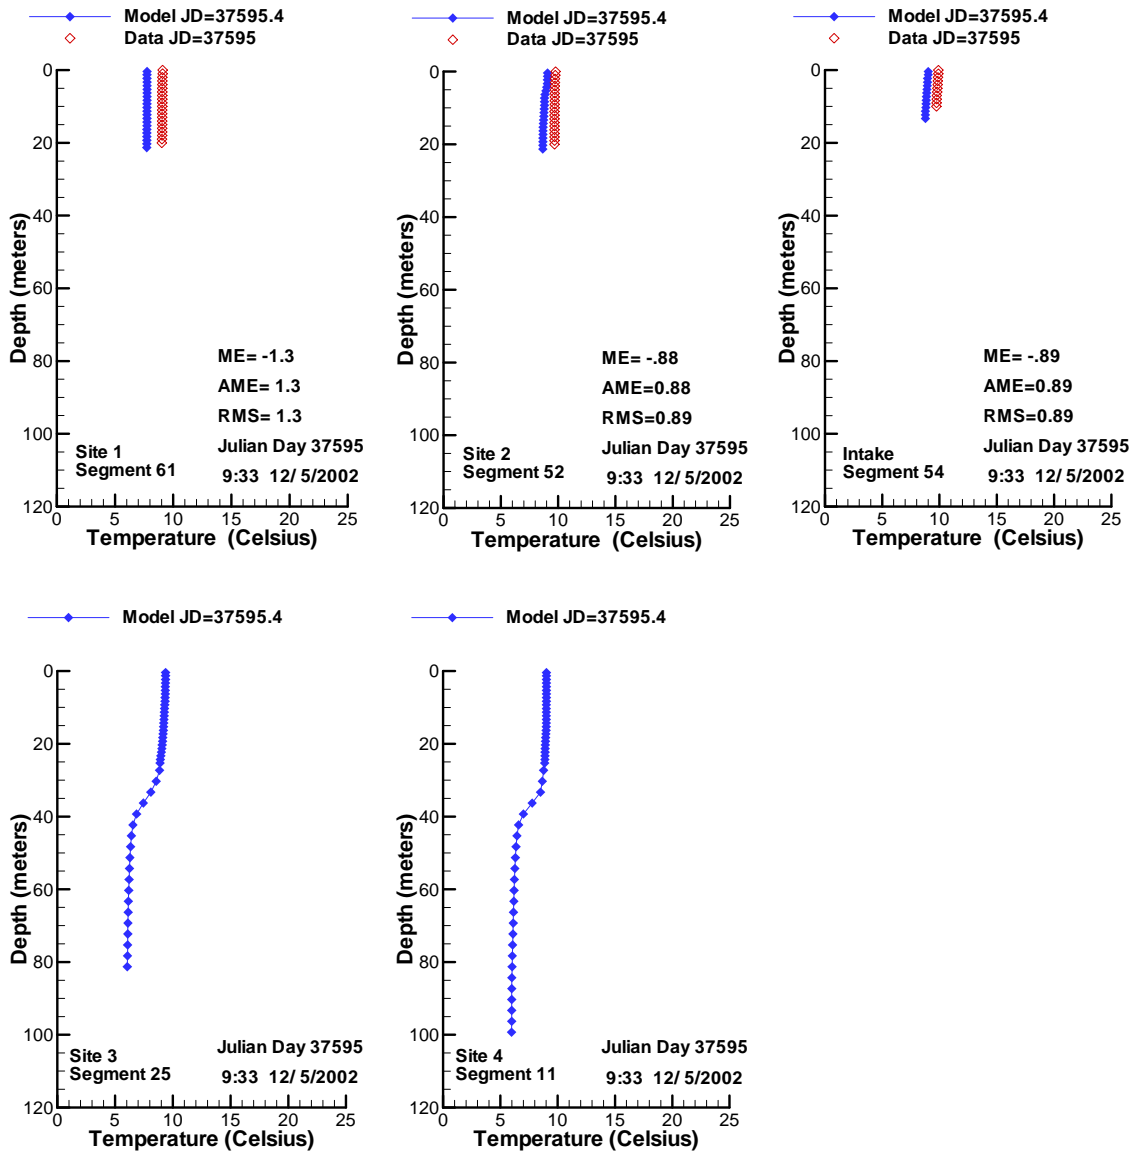 Model JD=37595.4
Data JD=37595
0
20
40
60
80
100
120
Depth (meters)
ME= -1.3
AME= 1.3
RMS= 1.3
Site 1
Segment 61
Julian Day 37595
9:33 12/ 5/2002
0 5 10 15 20 25
Temperature (Celsius)
Model JD=37595.4
Data JD=37595
0
20
40
60
80
100
120
Depth (meters)
ME= -.88
AME=0.88
RMS=0.89
Site 2
Segment 52
Julian Day 37595
9:33 12/ 5/2002
0 5 10 15 20 25
Temperature (Celsius)
Model JD=37595.4
Data JD=37595
0
20
40
60
80
100
120
Depth (meters)
ME= -.89
AME=0.89
RMS=0.89
Intake
Segment 54
Julian Day 37595
9:33 12/ 5/2002
0 5 10 15 20 25
Temperature (Celsius)
Model JD=37595.4
0
20
40
60
80
100
120
Depth (meters)
Site 3
Segment 25
Julian Day 37595
9:33 12/ 5/2002
0 5 10 15 20 25
Temperature (Celsius)
Model JD=37595.4
0
20
40
60
80
100
120
Depth (meters)
Site 4
Segment 11
Julian Day 37595
9:33 12/ 5/2002
0 5 10 15 20 25
Temperature (Celsius)